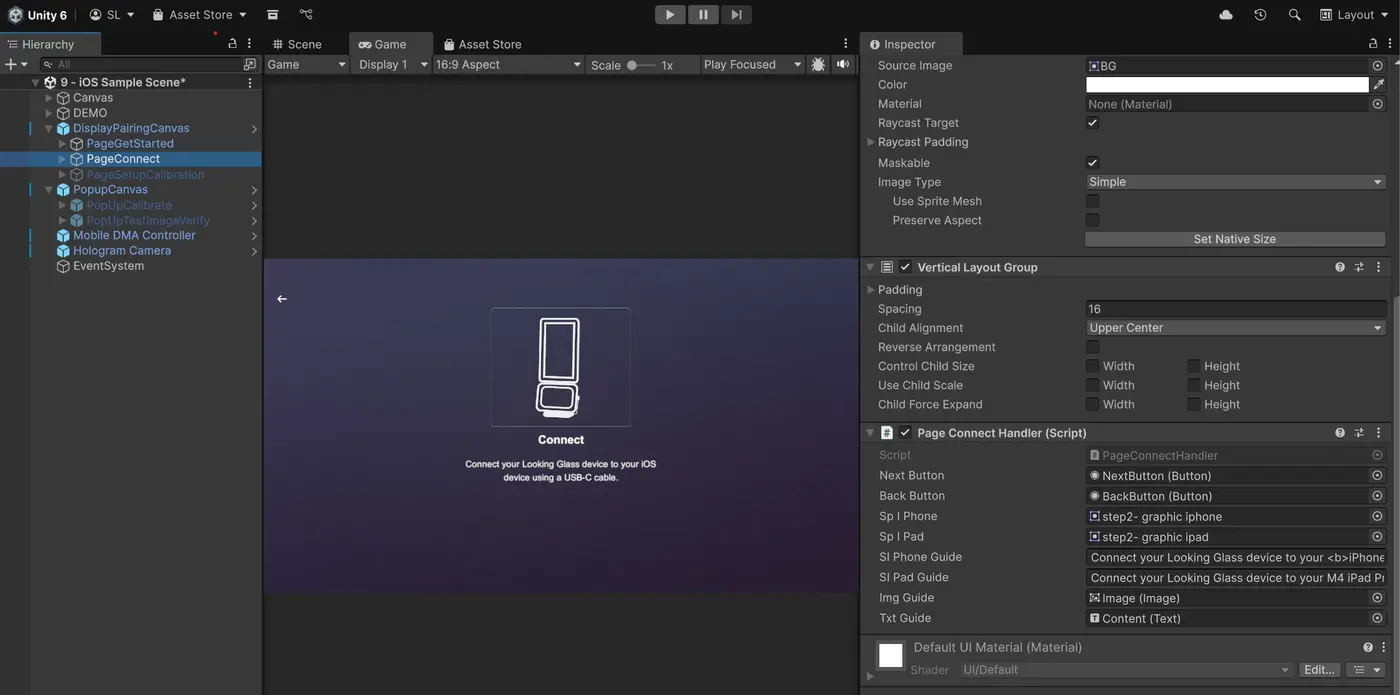 Unity 6
SL
Asset Store
Layout
Hierarchy
All
9 - iOS Sample Scene*
Canvas
DEMO
DisplayPairingCanvas
PageGetStarted
PageConnect
PageSetupCalibration
PopupCanvas
PopUpCalibrate
PopUpTestImageVerify
Mobile DMA Controller
Hologram Camera
EventSystem
Scene
Game
Asset Store
Game
Display 1
16:9 Aspect
Scale
1x
Play Focused
Connect
Connect your Looking Glass device to your iOS
device using a USB-C cable.
Inspector
Source Image
BG
Color
Material
None (Material)
Raycast Target
Raycast Padding
Maskable
Image Type
Simple
Use Sprite Mesh
Preserve Aspect
Set Native Size
Vertical Layout Group
Padding
Spacing
16
Child Alignment
Upper Center
Reverse Arrangement
Control Child Size
Width
Height
Use Child Scale
Width
Height
Child Force Expand
Width
Height
# Page Connect Handler (Script)
Script
PageConnectHandler
Next Button
NextButton (Button)
Back Button
BackButton (Button)
Sp I Phone
step2- graphic iphone
Sp I Pad
step2- graphic ipad
SI Phone Guide
Connect your Looking Glass device to your <b>iPhone
SI Pad Guide
Connect your Looking Glass device to your M4 iPad Pr
Img Guide
Image (Image)
Txt Guide
Content (Text)
Default UI Material (Material)
Shader
UI/Default
Edit...